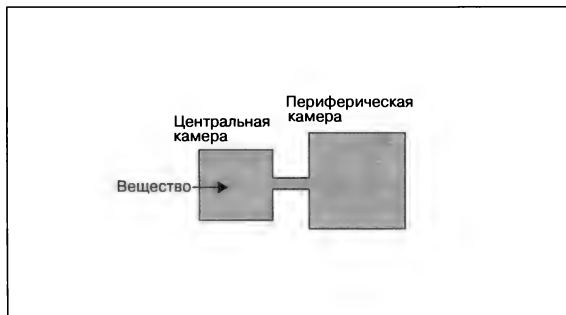 Периферическая
камера
Центральная
камера
Вещество